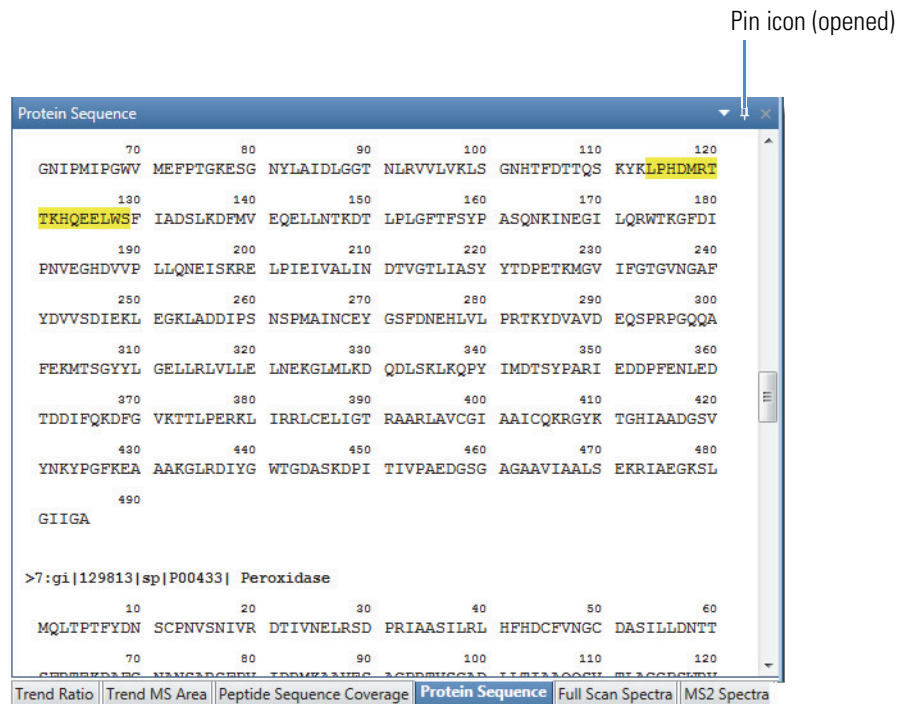 Pin icon (opened)
Protein Sequence
70 80 90 100 110 120
GNIPMIPGWV MEFPTGKESG NYLAIDLGGT NLRVVLVKLS GNHTFDTTQS KYKLPHDMRT
130 140 150 160 170 180
TKHQEELWSF IADSLKDFMV EQELLNTKDT LPLGFTFSYP ASQNKINEGI LQRWTKGFDI
190 200 210 220 230 240
PNVEGHDVVP LLQNEISKRE LPIEIVALIN DTVGTLIASY YTDPETKMGV IFGTGVNGAF
250 260 270 280 290 300
YDVVSDIEKL EGKLADDIPS NSPMAINCEY GSFDNEHLVL PRTKYDVAVD EQSPRPGQQA
310 320 330 340 350 360
FEKMTSGYYL GELLRLVLLE LNEKGLMLKD QDLSKLKQPY IMDTSYPARI EDDPFENLED
370 380 390 400 410 420
TDDIFQKDFG VKTTLPERKL IRRLCELIGT RAARLAVCGI AAICQKRGYK TGHIAADGSV
430 440 450 460 470 480
YNKYPGFKEA AAKGLRDIYG WTGDASKDPI TIVPAEDGSG AGAAVIAALS EKRIAEGKSL
490
GIIGA
>7:gi|129813|sp|P00433| Peroxidase
10 20 30 40 50 60
MQLTPTFYDN SCPNVSNIVR DTIVNELRSD PRIAASILRL HFHDCFVNGC DASILLDNTT
70 80 90 100 110 120
Trend Ratio Trend MS Area Peptide Sequence Coverage Protein Sequence Full Scan Spectra MS2 Spectra